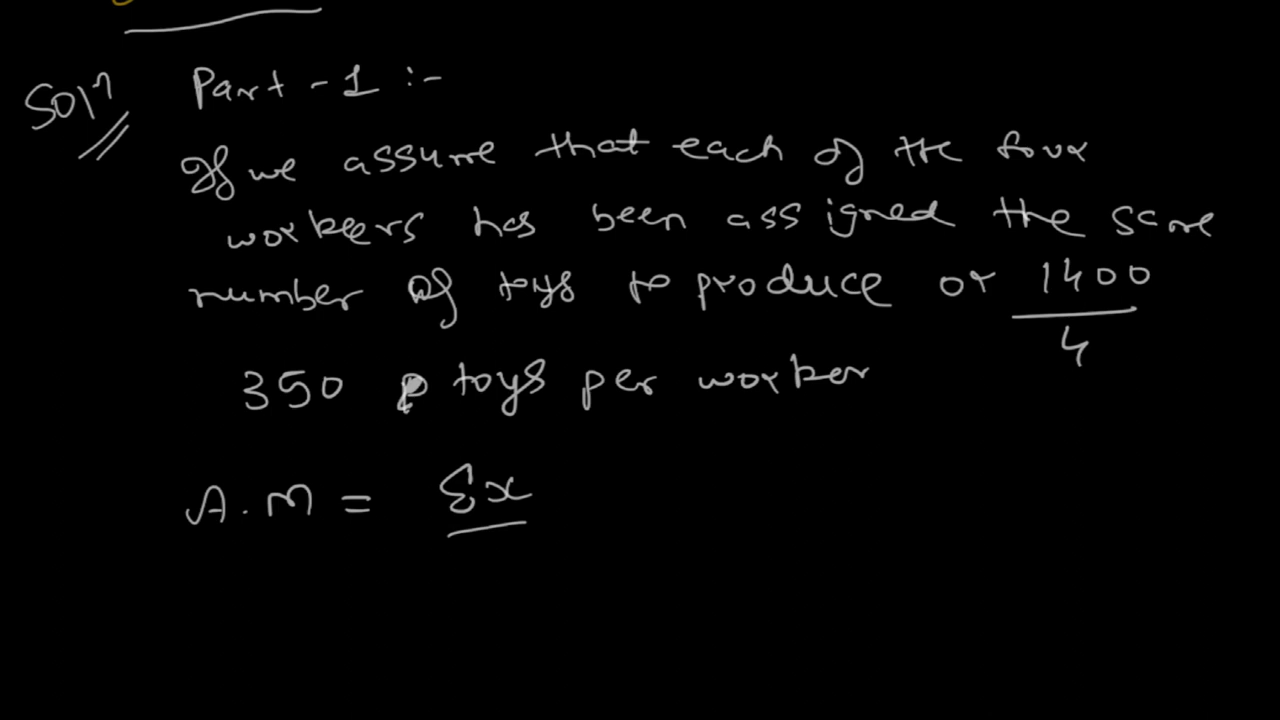 Soln Part - 1 :-
If we assume that each of the four
workeers has been assigned the same
number of toys to produce or 1400
4
350 p toys per worker
A.M = Σx